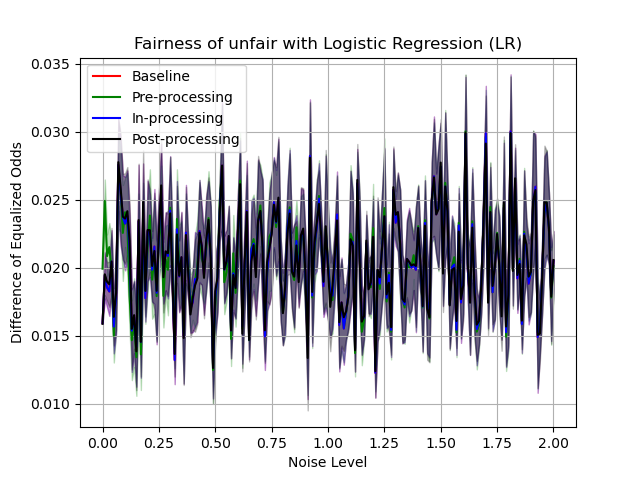 Fairness of unfair with Logistic Regression (LR)
Difference of Equalized Odds
0.035
0.030
0.025
0.020
0.015
0.010
Baseline
Pre-processing
In-processing
Post-processing
0.00 0.25 0.50 0.75 1.00 1.25 1.50 1.75 2.00
Noise Level